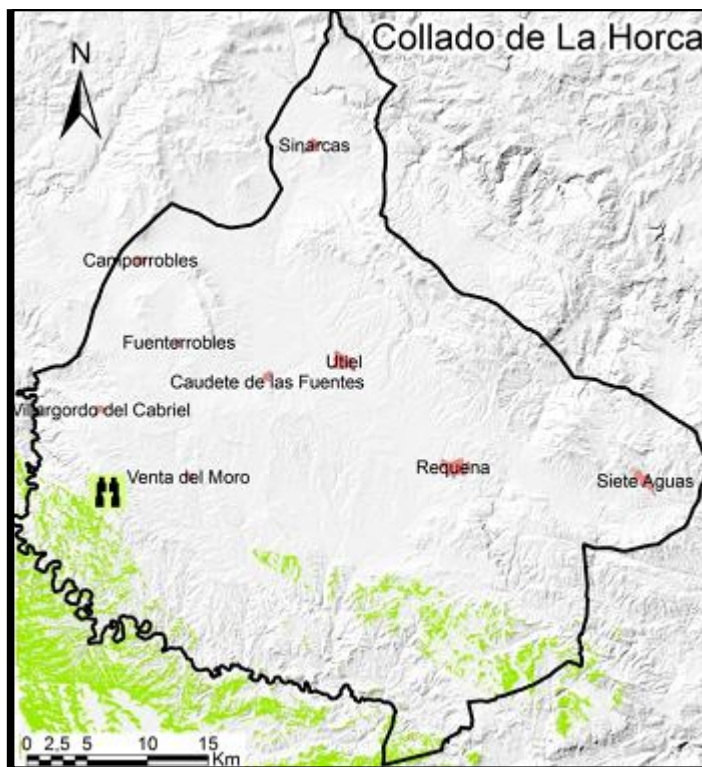 Collado de La Horca
N
Sinarcas
Camporrobles
Fuenterrobles
Utiel
Caudete de las Fuentes
Villargordo del Cabriel
Requena
Venta del Moro
Siete Aguas
0 2,5 5 10 15
Km